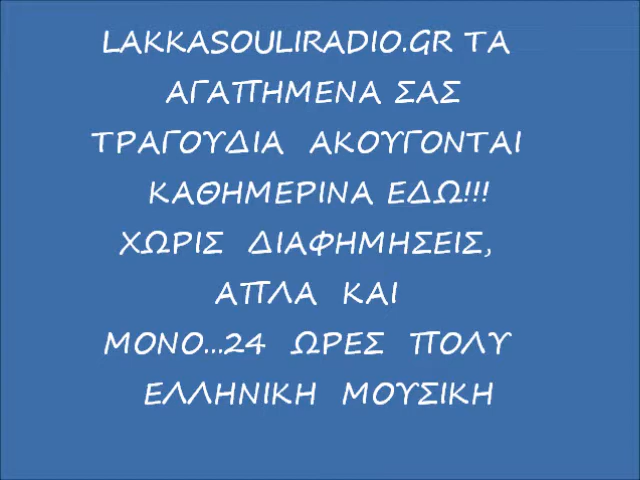 LAKKASOULIRADIO.GR ΤΑ
ΑΓΑΠΗΜΕΝΑ ΣΑΣ
ΤΡΑΓΟΥΔΙΑ ΑΚΟΥΓΟΝΤΑΙ
ΚΑΘΗΜΕΡΙΝΑ ΕΔΩ!!!
ΧΩΡΙΣ ΔΙΑΦΗΜΗΣΕΙΣ,
ΑΠΛΑ ΚΑΙ
ΜΟΝΟ...24 ΩΡΕΣ ΠΟΛΥ
ΕΛΛΗΝΙΚΗ ΜΟΥΣΙΚΗ